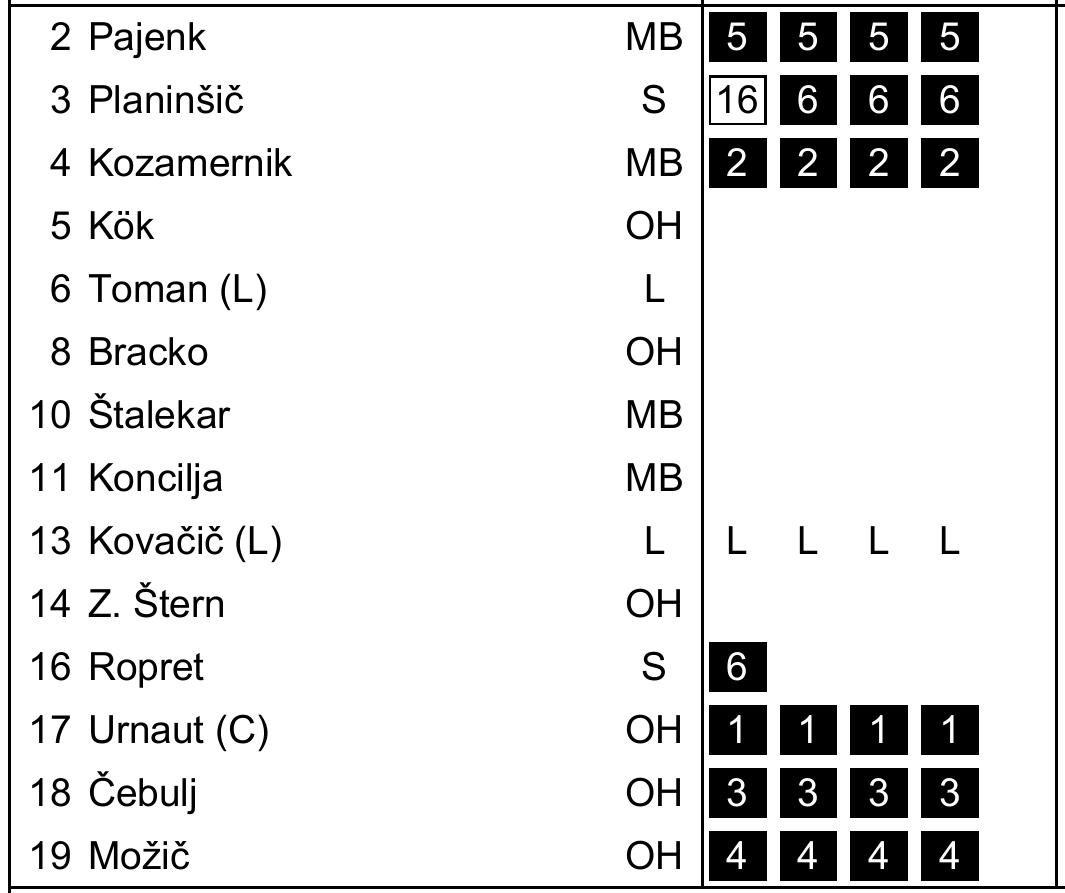 2 Pajenk MB 5 5 5 5
3 Planinšič S 16 6 6 6
4 Kozamernik MB 2 2 2 2
5 Kök OH
6 Toman (L) L
8 Bracko OH
10 Štalekar MB
11 Koncilja MB
13 Kovačič (L) L L L L L
14 Z. Štern OH
16 Ropret S 6
17 Urnaut (C) OH 1 1 1 1
18 Čebulj OH 3 3 3 3
19 Možič OH 4 4 4 4